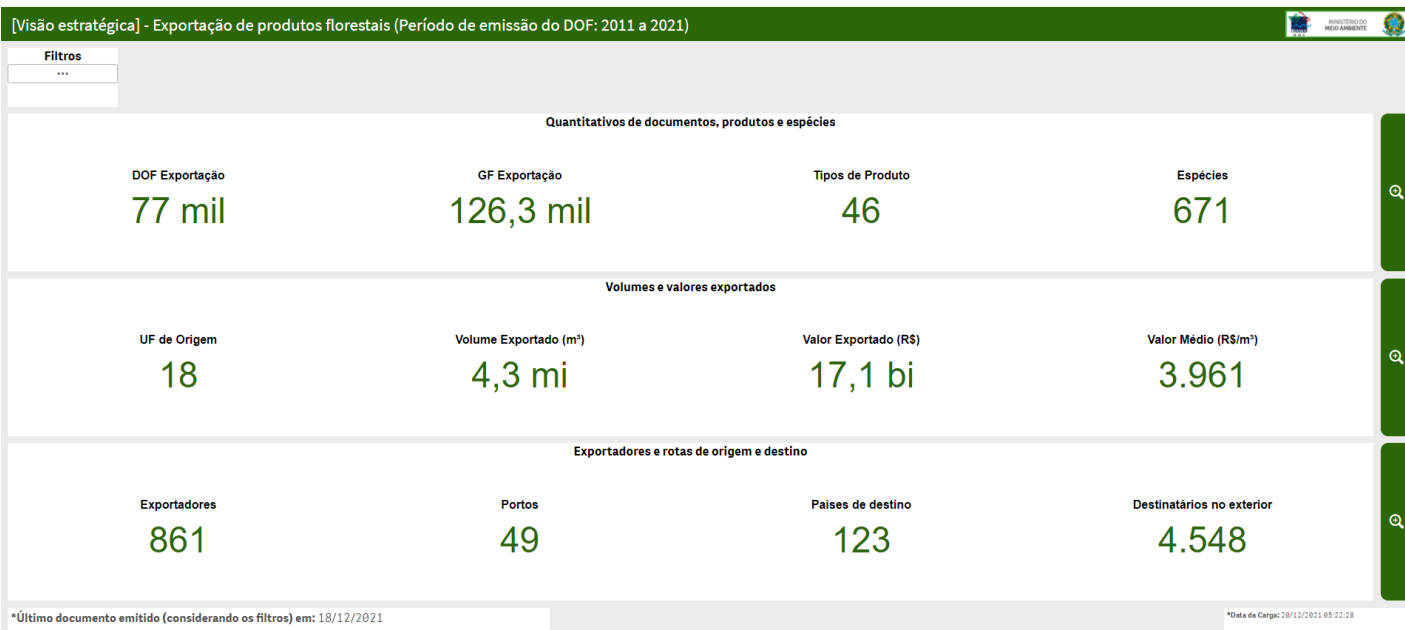 [Visão estratégica] - Exportação de produtos florestais (Período de emissão do DOF: 2011 a 2021)
MINISTÉRIO DO
MEIO AMBIENTE
Filtros
...
Quantitativos de documentos, produtos e espécies
DOF Exportação GF Exportação Tipos de Produto Espécies
77 mil 126,3 mil 46 671
Volumes e valores exportados
UF de Origem Volume Exportado (m³) Valor Exportado (R$) Valor Médio (R$/m³)
18 4,3 mi 17,1 bi 3.961
Exportadores e rotas de origem e destino
Exportadores Portos Países de destino Destinatários no exterior
861 49 123 4.548
*Último documento emitido (considerando os filtros) em: 18/12/2021
*Data da Carga: 20/12/2021 05:22:28